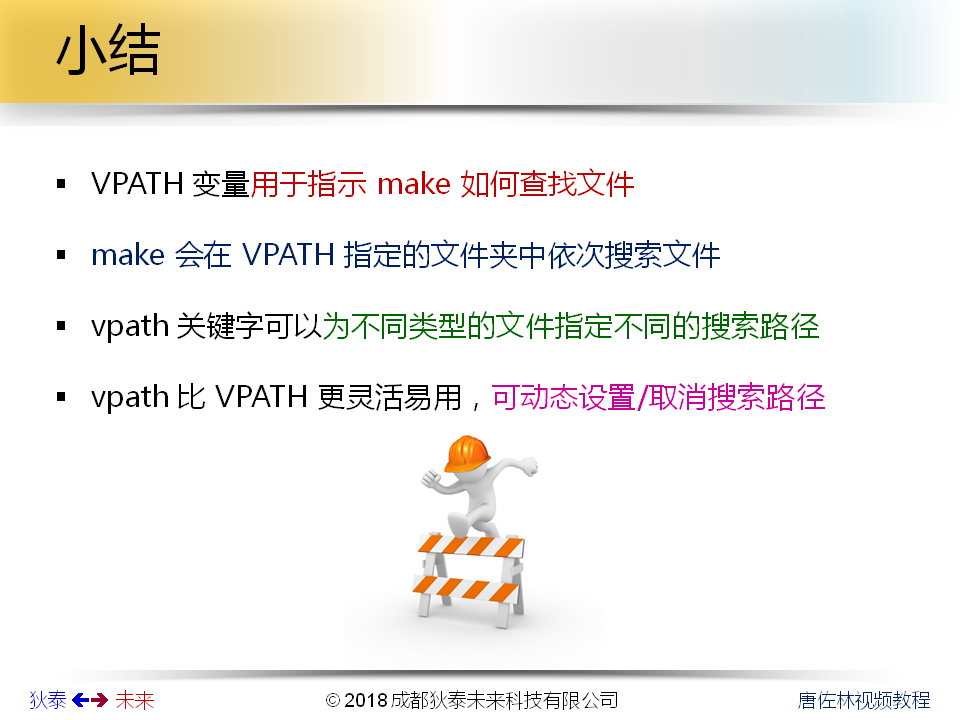 小结
▪ VPATH 变量用于指示 make 如何查找文件
▪ make 会在 VPATH 指定的文件夹中依次搜索文件
▪ vpath 关键字可以为不同类型的文件指定不同的搜索路径
▪ vpath 比 VPATH 更灵活易用，可动态设置/取消搜索路径
狄泰 未来
© 2018 成都狄泰未来科技有限公司
唐佐林视频教程